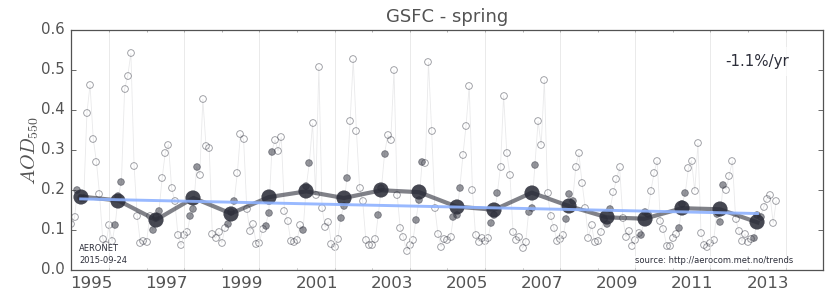 GSFC - spring
0.6
-1.1%/yr
0.5
0.4
AOD550
0.3
0.2
0.1
AERONET
2015-09-24
source: http://aerocom.met.no/trends
0.0
1995 1997 1999 2001 2003 2005 2007 2009 2011 2013